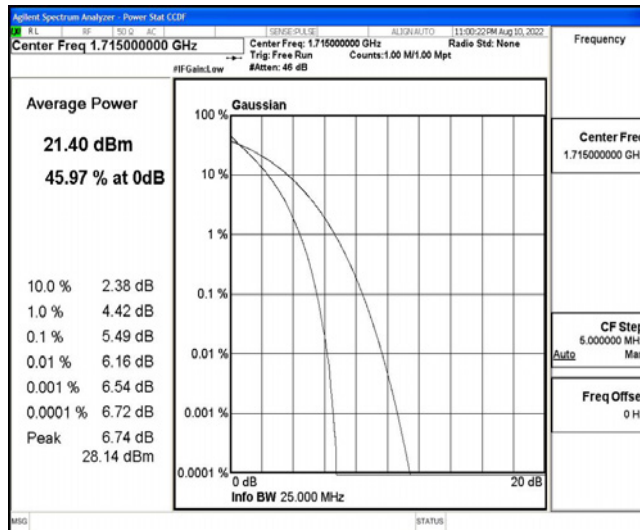 Agilent Spectrum Analyzer - Power Stat CCDF
RL RF 50 Ω AC SENSE:PULSE ALIGN AUTO 11:00:22 PM Aug 10, 2022
Center Freq 1.715000000 GHz
Center Freq: 1.715000000 GHz Radio Std: None
Trig: Free Run Counts:1.00 M/1.00 Mpt
#IFGain:Low #Atten: 46 dB
Frequency
Average Power
21.40 dBm
45.97 % at 0dB
10.0 % 2.38 dB
1.0 % 4.42 dB
0.1 % 5.49 dB
0.01 % 6.16 dB
0.001 % 6.54 dB
0.0001 % 6.72 dB
Peak 6.74 dB
28.14 dBm
Gaussian
100 %
10 %
1 %
0.1 %
0.01 %
0.001 %
0.0001 %
0 dB 20 dB
Info BW 25.000 MHz
Center Freq
1.715000000 GH
CF Step
5.000000 MH
Auto Ma
Freq Offse
0 H
MSG STATUS